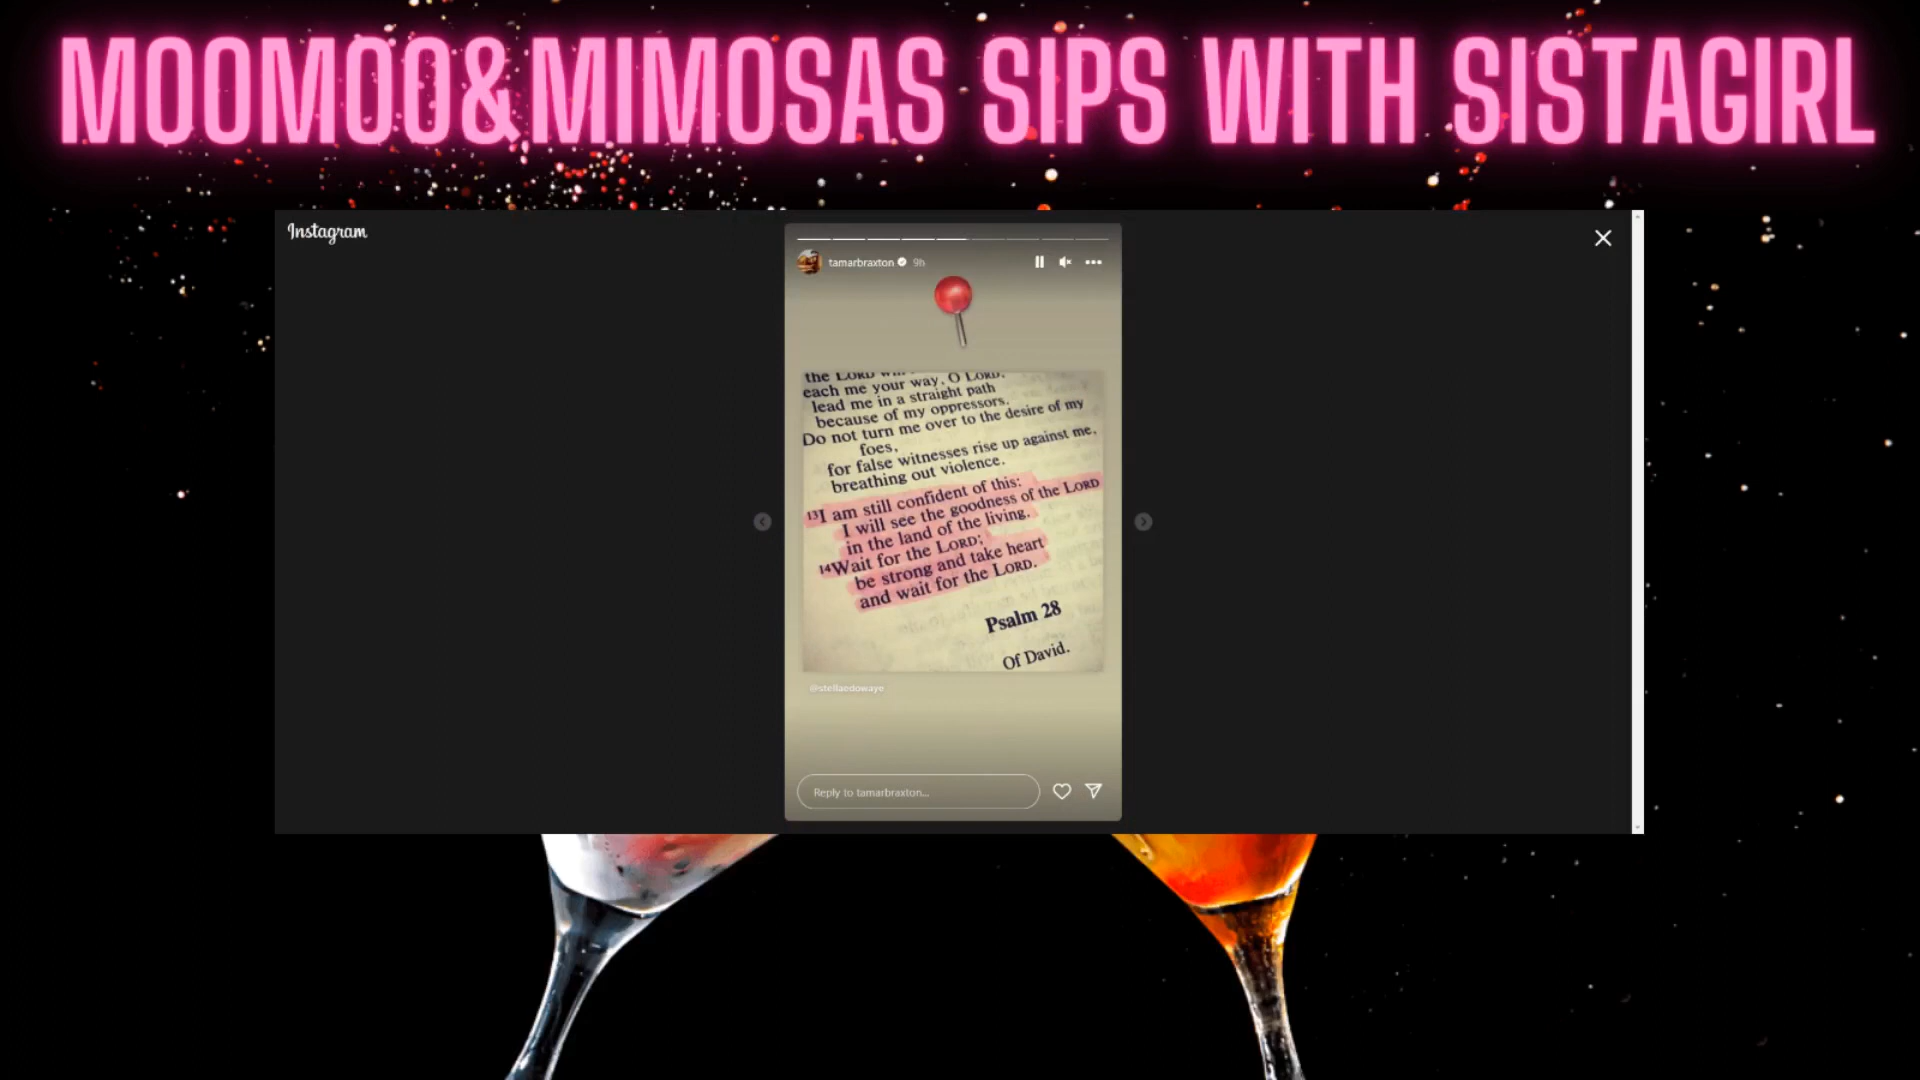 MOOMOO&MIMOSAS SIPS WITH SISTAGIRL
Instagram
tamarbraxton 9h
the LORD
each me your way, O LORD,
lead me in a straight path
because of my oppressors.
Do not turn me over to the desire of my
foes,
for false witnesses rise up against me,
breathing out violence.
13I am still confident of this:
I will see the goodness of the LORD
in the land of the living.
14Wait for the LORD;
be strong and take heart
and wait for the LORD.
Psalm 28
Of David.
@stellaedowaye
Reply to tamarbraxton...